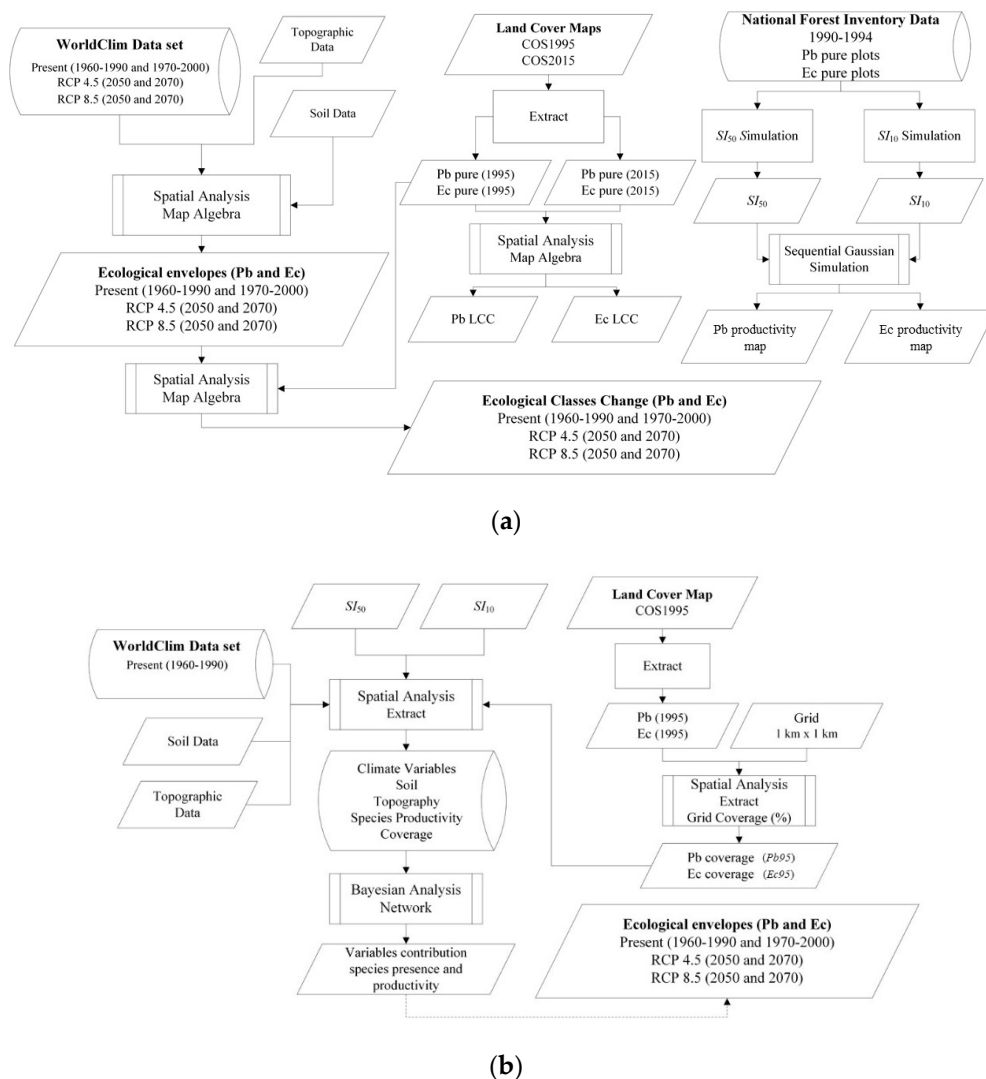 WorldClim Data set
Present (1960-1990 and 1970-2000)
RCP 4.5 (2050 and 2070)
RCP 8.5 (2050 and 2070)
Topographic
Data
Soil Data
Spatial Analysis
Map Algebra
Ecological envelopes (Pb and Ec)
Present (1960-1990 and 1970-2000)
RCP 4.5 (2050 and 2070)
RCP 8.5 (2050 and 2070)
Spatial Analysis
Map Algebra
Land Cover Maps
COS1995
COS2015
Extract
Pb pure (1995)
Ec pure (1995)
Pb pure (2015)
Ec pure (2015)
Spatial Analysis
Map Algebra
Pb LCC
Ec LCC
National Forest Inventory Data
1990-1994
Pb pure plots
Ec pure plots
SI50 Simulation
SI10 Simulation
SI50
SI10
Sequential Gaussian
Simulation
Pb productivity
map
Ec productivity
map
Ecological Classes Change (Pb and Ec)
Present (1960-1990 and 1970-2000)
RCP 4.5 (2050 and 2070)
RCP 8.5 (2050 and 2070)
(a)
SI50
SI10
WorldClim Data set
Present (1960-1990)
Soil Data
Topographic
Data
Spatial Analysis
Extract
Climate Variables
Soil
Topography
Species Productivity
Coverage
Bayesian Analysis
Network
Variables contribution
species presence and
productivity
Land Cover Map
COS1995
Extract
Pb (1995)
Ec (1995)
Grid
1 km x 1 km
Spatial Analysis
Extract
Grid Coverage (%)
Pb coverage (Pb95)
Ec coverage (Ec95)
Ecological envelopes (Pb and Ec)
Present (1960-1990 and 1970-2000)
RCP 4.5 (2050 and 2070)
RCP 8.5 (2050 and 2070)
(b)